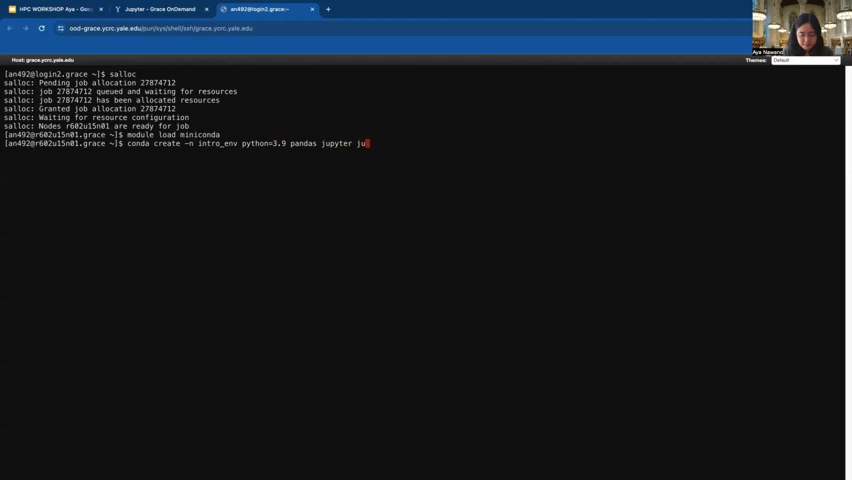 HPC WORKSHOP Aya - Goo
Jupyter - Grace OnDemand
an492@login2.grace:~
ood-grace.ycrc.yale.edu/pun/sys/shell/ssh/grace.ycrc.yale.edu
Aya Nawano
Host: grace.ycrc.yale.edu
Themes: Default
[an492@login2.grace ~]$ salloc
salloc: Pending job allocation 27874712
salloc: job 27874712 queued and waiting for resources
salloc: job 27874712 has been allocated resources
salloc: Granted job allocation 27874712
salloc: Waiting for resource configuration
salloc: Nodes r602u15n01 are ready for job
[an492@r602u15n01.grace ~]$ module load miniconda
[an492@r602u15n01.grace ~]$ conda create -n intro_env python=3.9 pandas jupyter ju